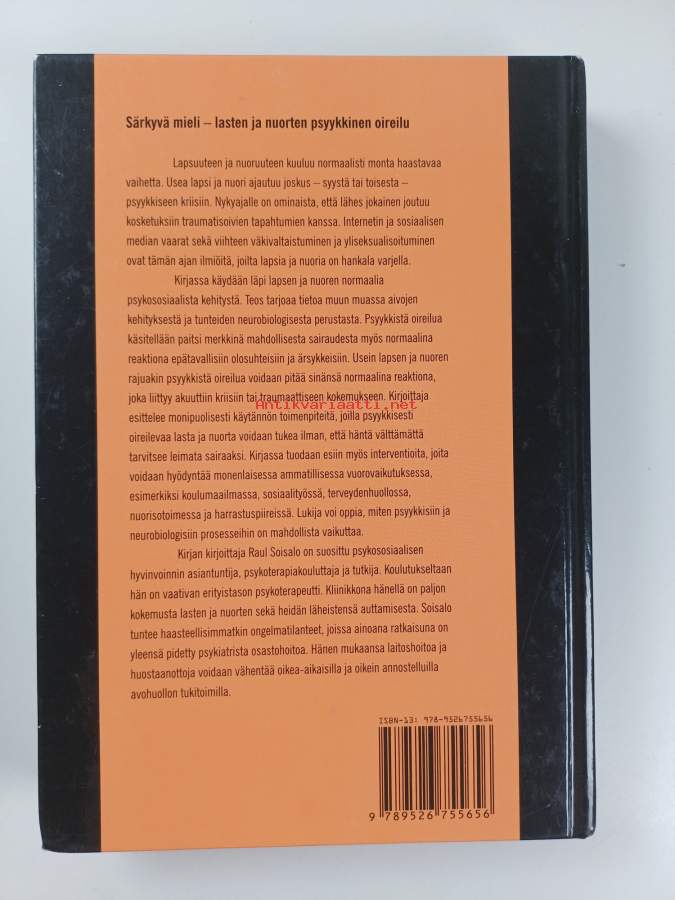 Särkyvä mieli – lasten ja nuorten psyykkinen oireilu
Lapsuuteen ja nuoruuteen kuuluu normaalisti monta haastavaa
vaihetta. Usea lapsi ja nuori ajautuu joskus – syystä tai toisesta –
psyykkiseen kriisiin. Nykyajalle on ominaista, että lähes jokainen joutuu
kosketuksiin traumatisoivien tapahtumien kanssa. Internetin ja sosiaalisen
median vaarat sekä viihteen väkivaltaistuminen ja yliseksualisoituminen
ovat tämän ajan ilmiöitä, joilta lapsia ja nuoria on hankala varjella.
Kirjassa käydään läpi lapsen ja nuoren normaalia
psykososiaalista kehitystä. Teos tarjoaa tietoa muun muassa aivojen
kehityksestä ja tunteiden neurobiologisesta perustasta. Psyykkistä oireilua
käsitellään paitsi merkkinä mahdollisesta sairaudesta myös normaalina
reaktiona epätavallisiin olosuhteisiin ja ärsykkeisiin. Usein lapsen ja nuoren
rajuakin psyykkistä oireilua voidaan pitää sinänsä normaalina reaktiona,
joka liittyy akuuttiin kriisiin tai traumaattiseen kokemukseen. Kirjoittaja
Antikvariaatti.net
esittelee monipuolisesti käytännön toimenpiteitä, joilla psyykkisesti
oireilevaa lasta ja nuorta voidaan tukea ilman, että häntä välttämättä
tarvitsee leimata sairaaksi. Kirjassa tuodaan esiin myös interventioita, joita
voidaan hyödyntää monenlaisessa ammatillisessa vuorovaikutuksessa,
esimerkiksi koulumaailmassa, sosiaalityössä, terveydenhuollossa,
nuorisotoimessa ja harrastuspiireissä. Lukija voi oppia, miten psyykkisiin ja
neurobiologisiin prosesseihin on mahdollista vaikuttaa.
Kirjan kirjoittaja Raul Soisalo on suosittu psykososiaalisen
hyvinvoinnin asiantuntija, psykoterapiakouluttaja ja tutkija. Koulutukseltaan
hän on vaativan erityistason psykoterapeutti. Kliinikkona hänellä on paljon
kokemusta lasten ja nuorten sekä heidän läheistensä auttamisesta. Soisalo
tuntee haasteellisimmatkin ongelmatilanteet, joissa ainoana ratkaisuna on
yleensä pidetty psykiatrista osastohoitoa. Hänen mukaansa laitoshoitoa ja
huostaanottoja voidaan vähentää oikea-aikaisilla ja oikein annostelluilla
avohuollon tukitoimilla.
ISBN-13: 978-9526755656
9 789526 755656